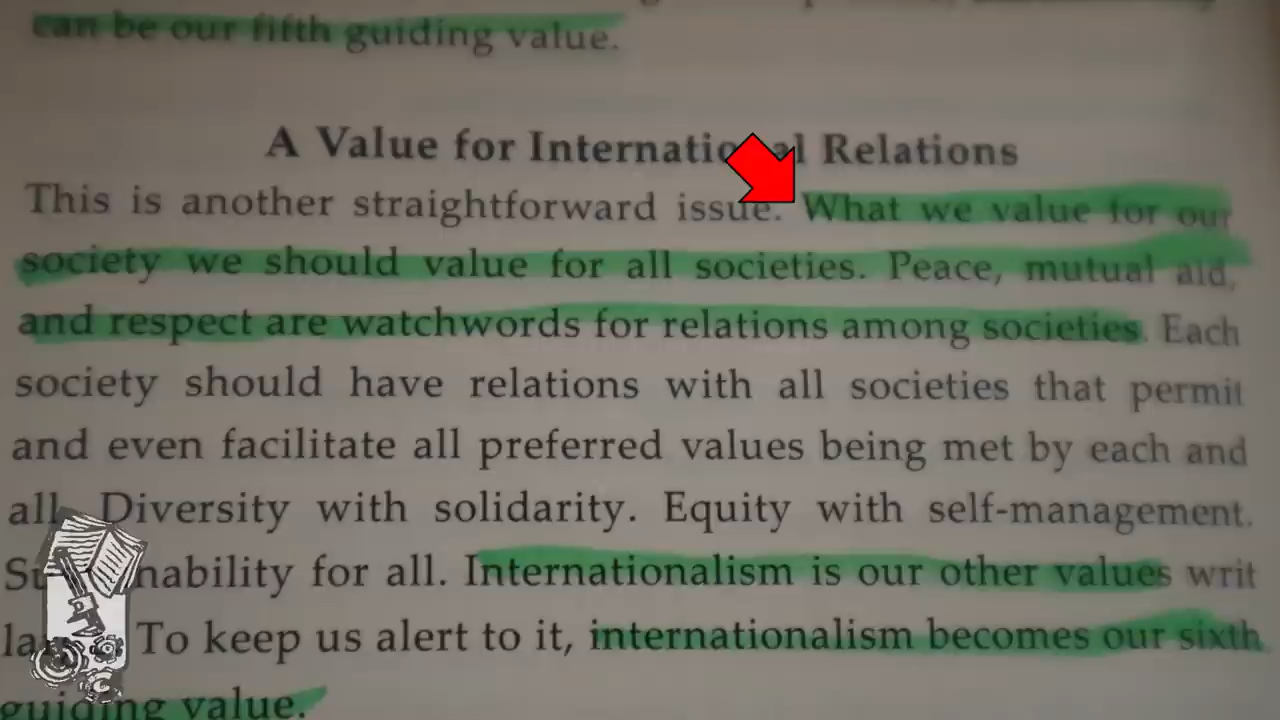 can be our fifth guiding value.
A Value for International Relations
This is another straightforward issue. What we value for our
society we should value for all societies. Peace, mutual aid,
and respect are watchwords for relations among societies. Each
society should have relations with all societies that permit
and even facilitate all preferred values being met by each and
all. Diversity with solidarity. Equity with self-management.
for all. Internationalism is our other values writ
To keep us alert to it, internationalism becomes our sixth
guiding value.